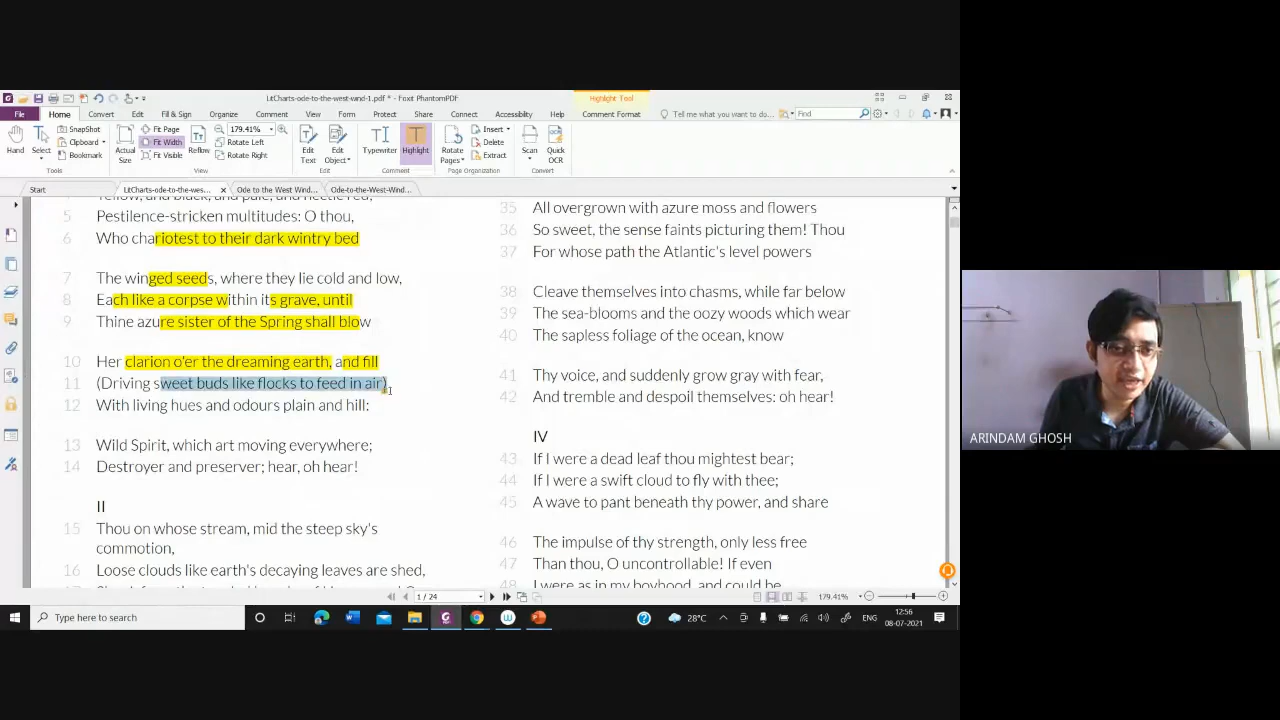 LitCharts-ode-to-the-west-wnd-1.pdf * - Foxit PhantomPDF
Highlight Tool
File
Home
Convert
Edit
Fill & Sign
Organize
Comment
View
Form
Protect
Share
Connect
Accessibility
Help
Comment Format
Tell me what you want to do...
Find
Hand
Select
SnapShot
Clipboard
Bookmark
Tools
Actual Size
Fit Page
Fit Width
Fit Visible
Reflow
179.41%
Rotate Left
Rotate Right
View
Edit Text
Edit Object
Edit
Typewriter
Highlight
Comment
Rotate Pages
Insert
Delete
Extract
Page Organization
Scan
Quick OCR
Convert
Start
LitCharts-ode-to-the-wes...
Ode to the West Wind...
Ode-to-the-West-Wind...
5 Pestilence-stricken multitudes: O thou,
6 Who chariotest to their dark wintry bed
7 The winged seeds, where they lie cold and low,
8 Each like a corpse within its grave, until
9 Thine azure sister of the Spring shall blow
10 Her clarion o'er the dreaming earth, and fill
11 (Driving sweet buds like flocks to feed in air)
12 With living hues and odours plain and hill:
13 Wild Spirit, which art moving everywhere;
14 Destroyer and preserver; hear, oh hear!
II
15 Thou on whose stream, mid the steep sky's
commotion,
16 Loose clouds like earth's decaying leaves are shed,
35 All overgrown with azure moss and flowers
36 So sweet, the sense faints picturing them! Thou
37 For whose path the Atlantic's level powers
38 Cleave themselves into chasms, while far below
39 The sea-blooms and the oozy woods which wear
40 The sapless foliage of the ocean, know
41 Thy voice, and suddenly grow gray with fear,
42 And tremble and despoil themselves: oh hear!
IV
43 If I were a dead leaf thou mightest bear;
44 If I were a swift cloud to fly with thee;
45 A wave to pant beneath thy power, and share
46 The impulse of thy strength, only less free
47 Than thou, O uncontrollable! If even
48 I were as in my boyhood, and could be
1 / 24
179.41%
Type here to search
28°C
ENG
12:56
08-07-2021
ARINDAM GHOSH